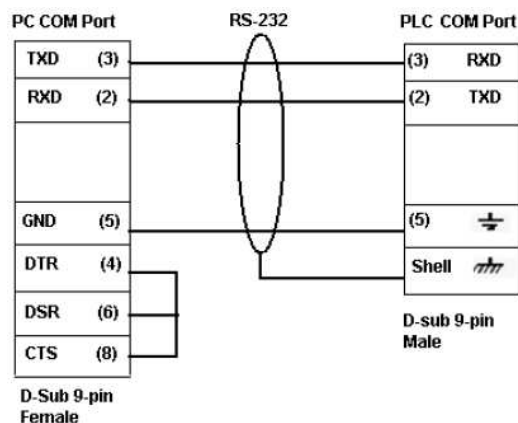 PC COM Port
RS-232
PLC COM Port
TXD (3)
(3) RXD
RXD (2)
(2) TXD
GND (5)
(5)
DTR (4)
Shell
DSR (6)
CTS (8)
D-sub 9-pin
Male
D-Sub 9-pin
Female